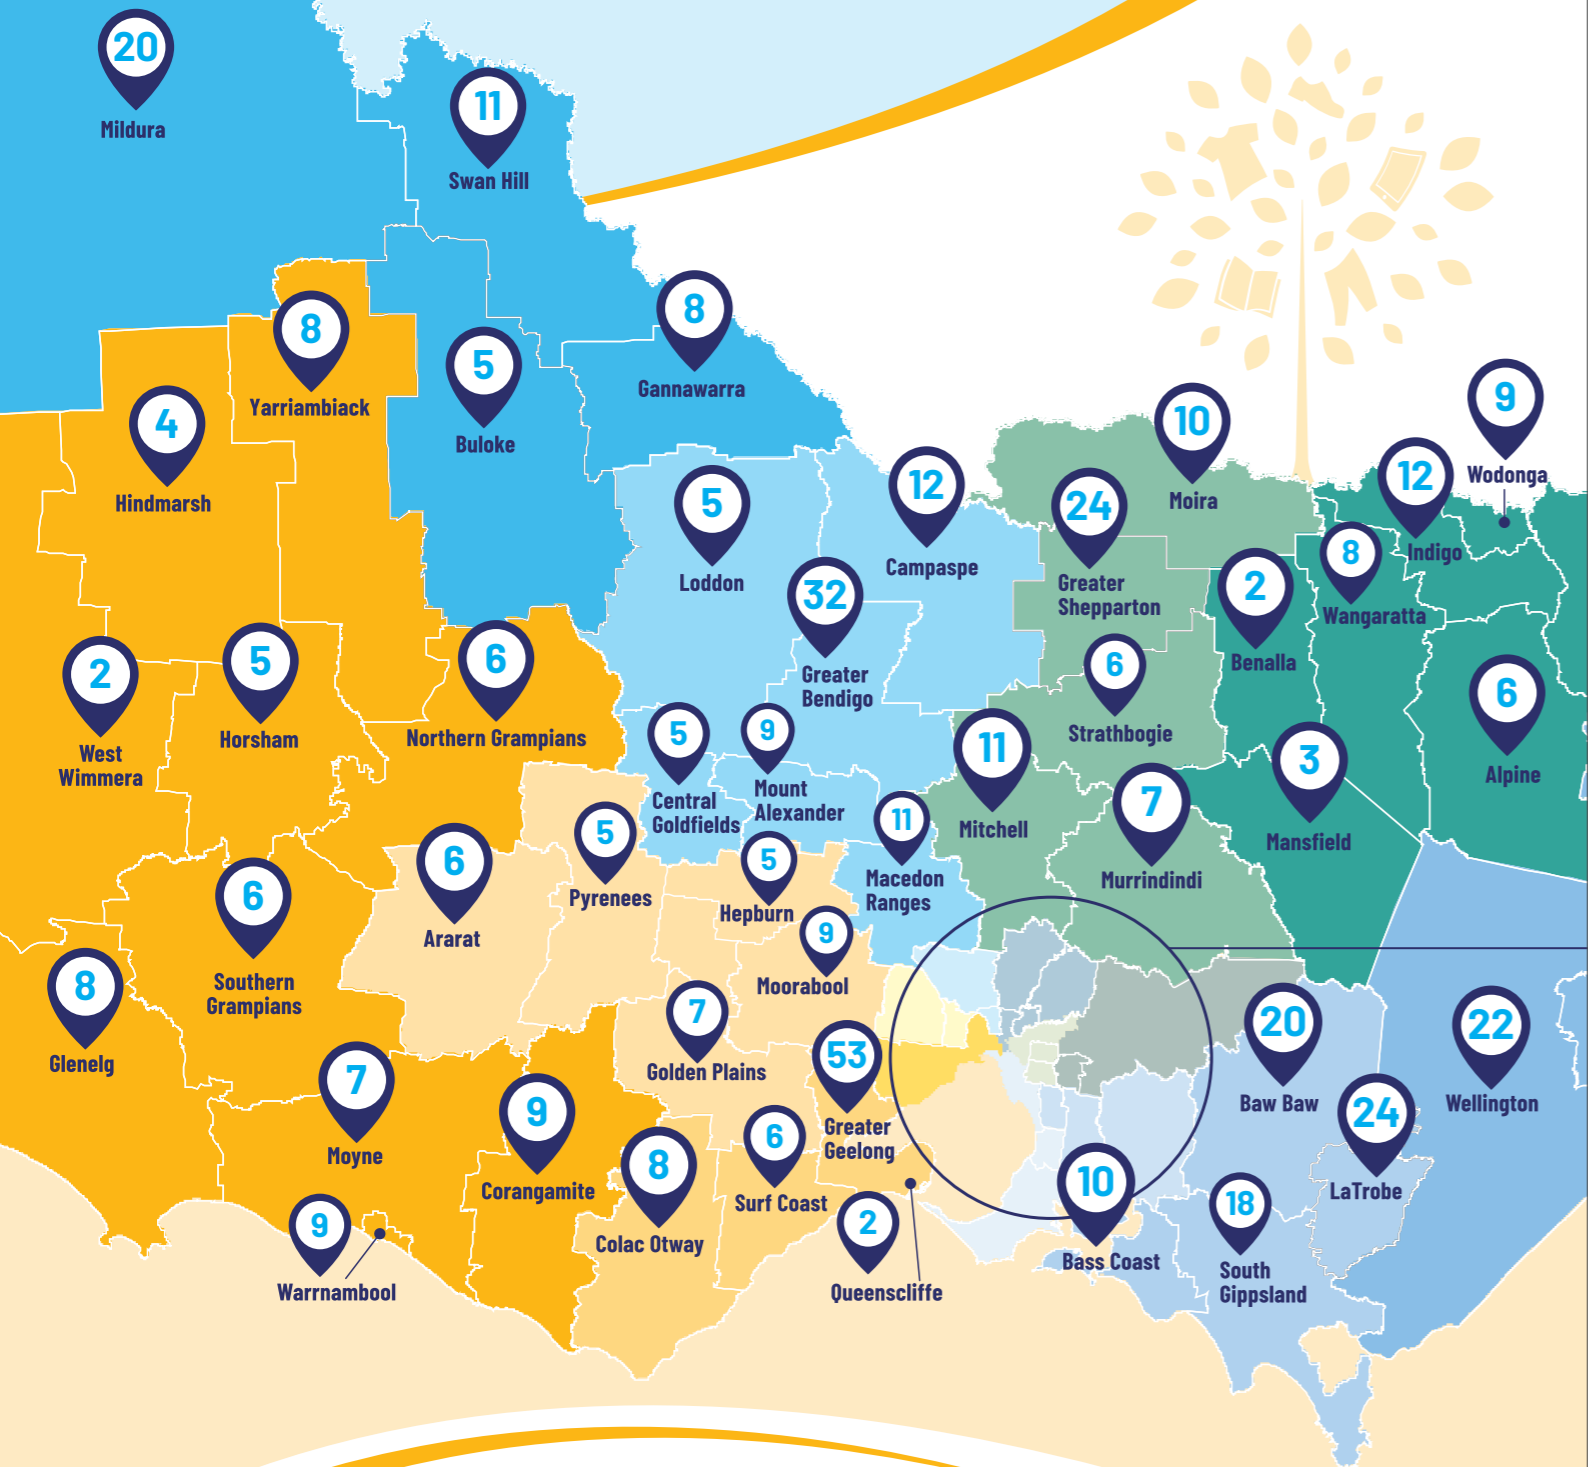 20
Mildura
11
Swan Hill
8
Yarriambiack
8
Gannawarra
5
Buloke
4
Hindmarsh
9
Wodonga
10
Moira
12
Indigo
12
Campaspe
5
Loddon
24
Greater
Shepparton
8
Wangaratta
2
Benalla
32
Greater
Bendigo
2
West
Wimmera
5
Horsham
6
Northern Grampians
6
Strathbogie
6
Alpine
5
Central
Goldfields
9
Mount
Alexander
11
Mitchell
3
Mansfield
7
Murrindindi
11
Macedon
Ranges
5
Pyrenees
6
Ararat
5
Hepburn
6
Southern
Grampians
9
Moorabool
8
Glenelg
7
Golden Plains
53
Greater
Geelong
20
Baw Baw
22
Wellington
7
Moyne
9
Corangamite
24
LaTrobe
8
Colac Otway
6
Surf Coast
10
Bass Coast
18
South
Gippsland
9
Warrnambool
2
Queenscliffe